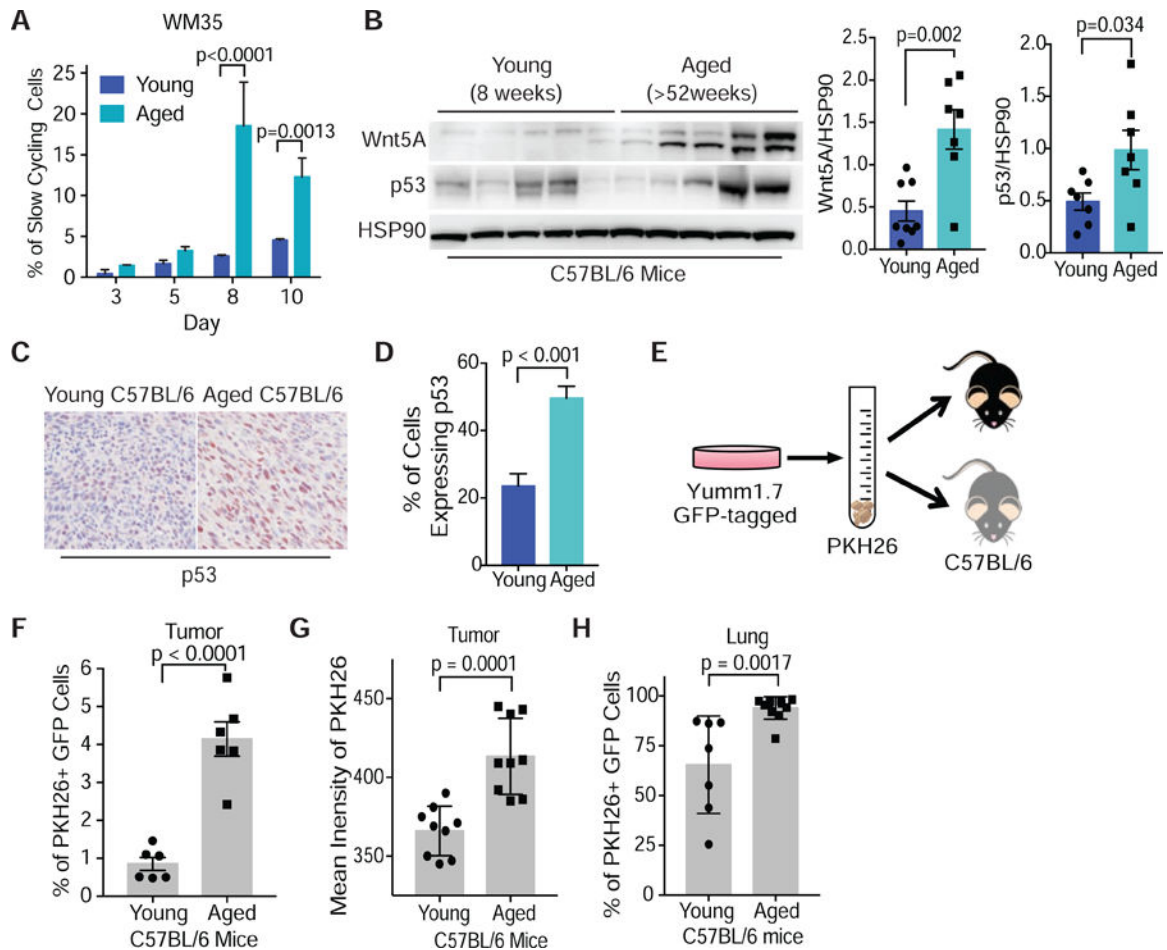 A
WM35
p<0.0001
p=0.0013
Young
Aged
% of Slow Cycling Cells
25
20
15
10
5
0
3 5 8 10
Day
B
Young
(8 weeks)
Aged
(>52weeks)
Wnt5A
p53
HSP90
C57BL/6 Mice
p=0.002
Wnt5A/HSP90
2.5
2.0
1.5
1.0
0.5
0.0
Young Aged
p=0.034
p53/HSP90
2.0
1.5
1.0
0.5
0.0
Young Aged
C
Young C57BL/6 Aged C57BL/6
p53
D
p < 0.001
% of Cells
Expressing p53
60
40
20
0
Young Aged
E
Yumm1.7
GFP-tagged
PKH26
C57BL/6
F
Tumor
p < 0.0001
% of PKH26+ GFP Cells
6
5
4
3
2
1
0
Young Aged
C57BL/6 Mice
G
Tumor
p = 0.0001
Mean Inensity of PKH26
450
400
350
Young Aged
C57BL/6 Mice
H
Lung
p = 0.0017
% of PKH26+ GFP Cells
100
75
50
25
0
Young Aged
C57BL/6 mice